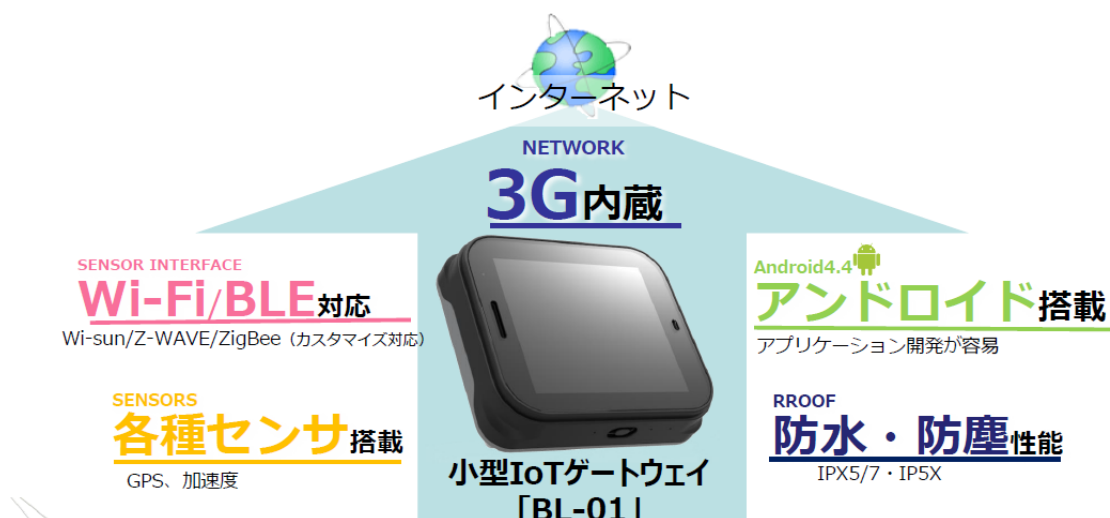 インターネット
NETWORK
3G内蔵
SENSOR INTERFACE
Wi-Fi/BLE対応
Wi-sun/Z-WAVE/ZigBee（カスタマイズ対応）
SENSORS
各種センサ搭載
GPS、加速度
Android4.4
アンドロイド搭載
アプリケーション開発が容易
RROOF
防水・防塵性能
IPX5/7・IP5X
小型IoTゲートウェイ
「BL-01」